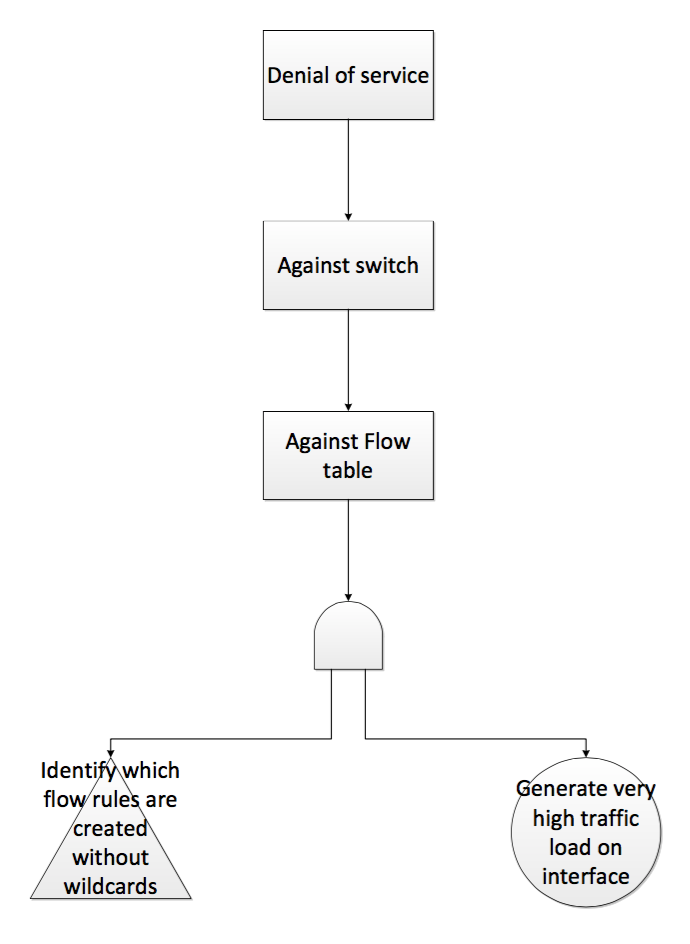 Denial of service
Against switch
Against Flow
table
Identify which
flow rules are
created
without
wildcards
Generate very
high traffic
load on
interface